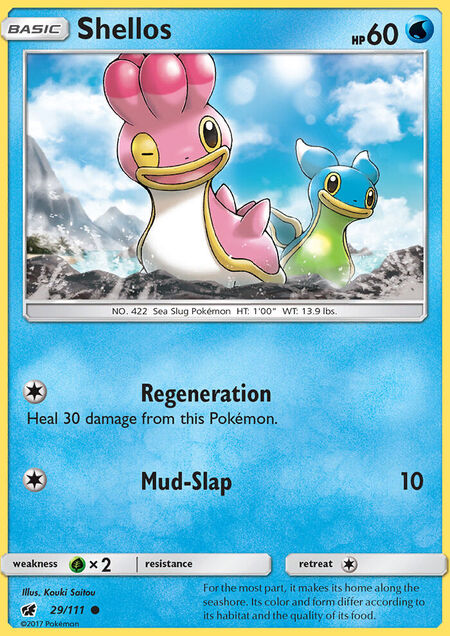 BASIC Shellos HP60
NO. 422 Sea Slug Pokémon HT: 1'00" WT: 13.9 lbs.
Regeneration
Heal 30 damage from this Pokémon.
Mud-Slap 10
weakness ×2 resistance retreat
Illus. Kouki Saitou
29/111
©2017 Pokémon
For the most part, it makes its home along the
seashore. Its color and form differ according to
its habitat and the quality of its food.